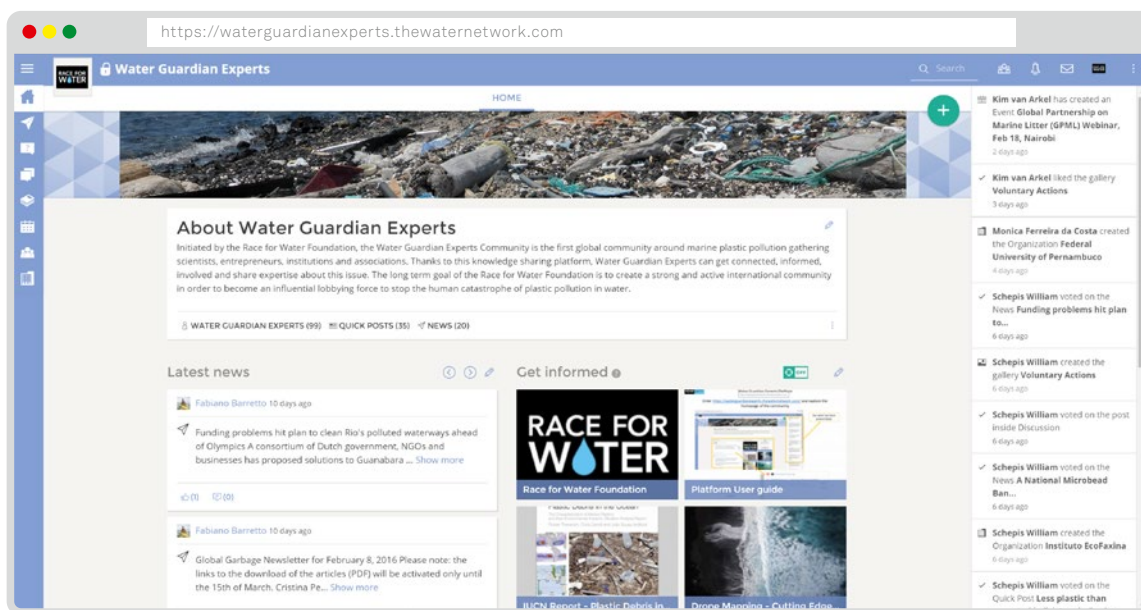 https://waterguardianexperts.thewaternetwork.com
RACE FOR
WATER
Water Guardian Experts
Search
HOME
About Water Guardian Experts
Initiated by the Race for Water Foundation, the Water Guardian Experts Community is the first global community around marine plastic pollution gathering
scientists, entrepreneurs, institutions and associations. Thanks to this knowledge sharing platform, Water Guardian Experts can get connected, informed,
involved and share expertise about this issue. The long term goal of the Race for Water Foundation is to create a strong and active international community
in order to become an influential lobbying force to stop the human catastrophe of plastic pollution in water.
WATER GUARDIAN EXPERTS (99) QUICK POSTS (35) NEWS (20)
Latest news
Fabiano Barretto 10 days ago
Funding problems hit plan to clean Rio's polluted waterways ahead
of Olympics A consortium of Dutch government, NGOs and
businesses has proposed solutions to Guanabara ... Show more
(1) (0)
Fabiano Barretto 10 days ago
Global Garbage Newsletter for February 8, 2016 Please note: the
links to the download of the articles (PDF) will be activated only until
the 15th of March. Cristina Pe... Show more
Get informed
RACE FOR
WATER
Race for Water Foundation
Platform User guide
Plastic Debris in the Ocean
IUCN Report - Plastic Debris in...
Drone Mapping - Cutting Edge
Kim van Arkel has created an
Event Global Partnership on
Marine Litter (GPML) Webinar,
Feb 18, Nairobi
2 days ago
Kim van Arkel liked the gallery
Voluntary Actions
3 days ago
Monica Ferreira da Costa created
the Organization Federal
University of Pernambuco
4 days ago
Schepis William voted on the
News Funding problems hit plan
to...
6 days ago
Schepis William created the
gallery Voluntary Actions
6 days ago
Schepis William voted on the post
inside Discussion
6 days ago
Schepis William voted on the
News A National Microbead
Ban...
6 days ago
Schepis William created the
Organization Instituto EcoFaxina
6 days ago
Schepis William voted on the
Quick Post Less plastic than